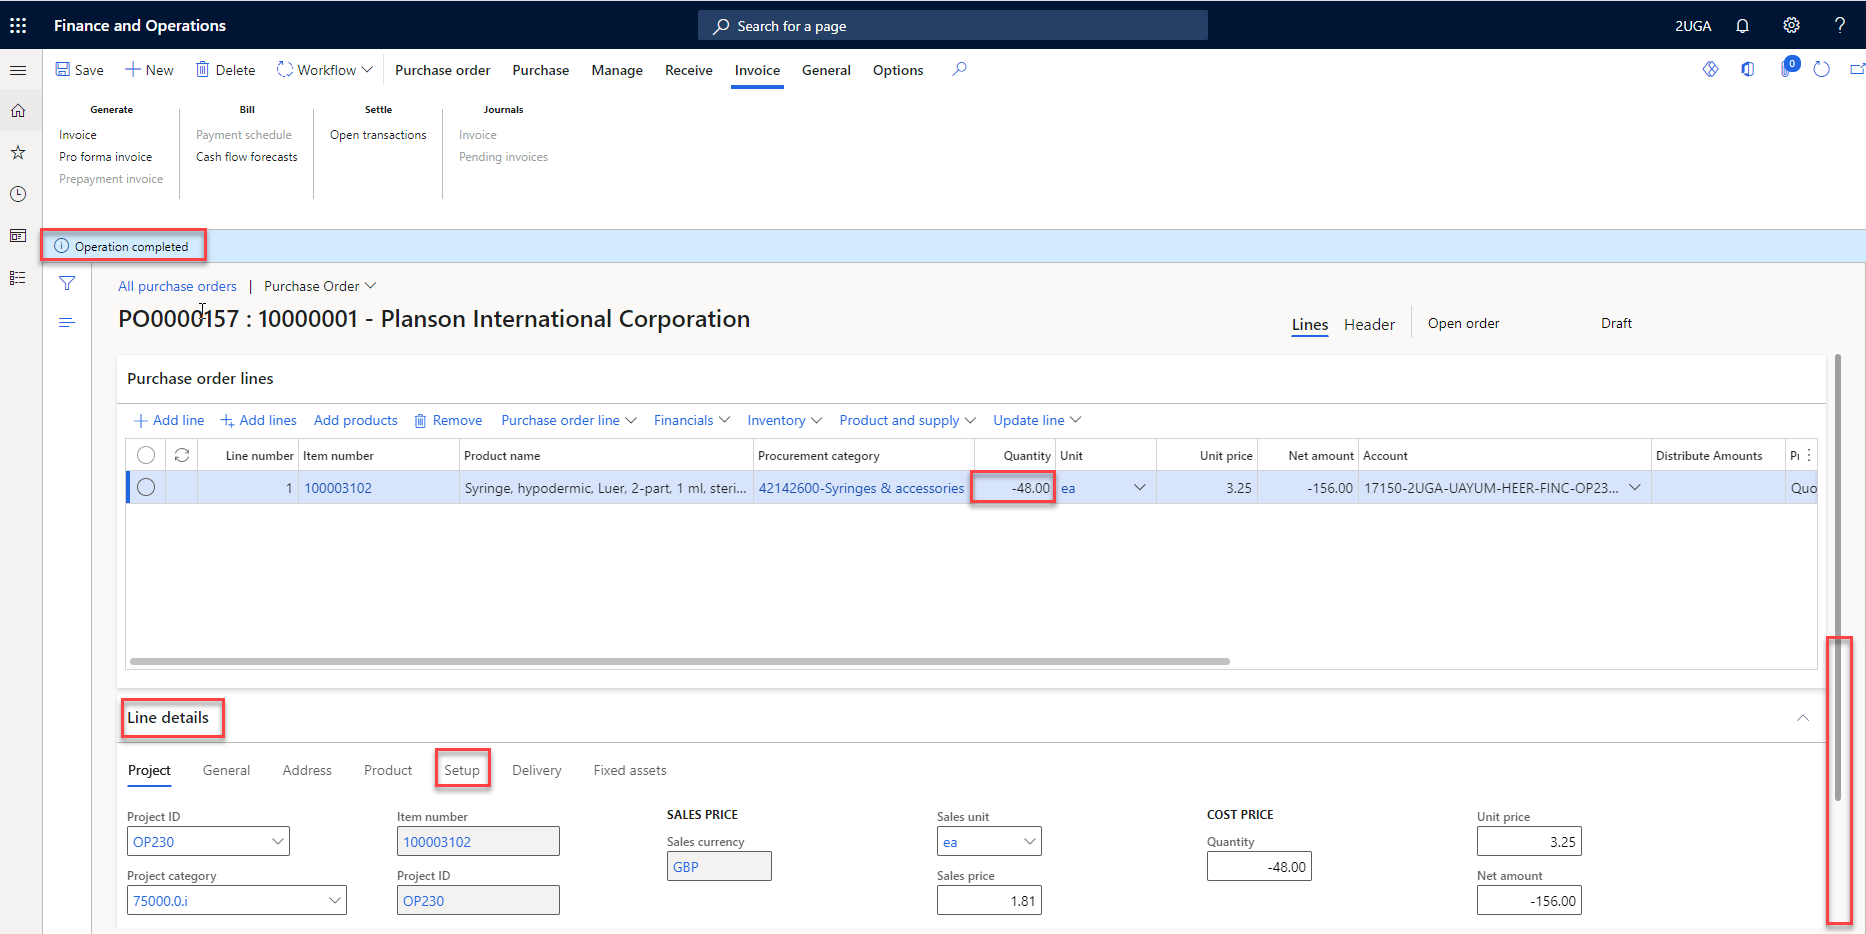 Finance and Operations
Search for a page
2UGA
?
Save
New
Delete
Workflow
Purchase order
Purchase
Manage
Receive
Invoice
General
Options
0
Generate
Bill
Settle
Journals
Invoice
Payment schedule
Open transactions
Invoice
Pro forma invoice
Cash flow forecasts
Pending invoices
Prepayment invoice
Operation completed
All purchase orders | Purchase Order
PO0000157 : 10000001 - Planson International Corporation
Lines
Header
Open order
Draft
Purchase order lines
Add line
Add lines
Add products
Remove
Purchase order line
Financials
Inventory
Product and supply
Update line
Line number
Item number
Product name
Procurement category
Quantity
Unit
Unit price
Net amount
Account
Distribute Amounts
1
100003102
Syringe, hypodermic, Luer, 2-part, 1 ml, steri...
42142600-Syringes & accessories
-48.00
ea
3.25
-156.00
17150-2UGA-UAYUM-HEER-FINC-OP23...
Quo
Line details
Project
General
Address
Product
Setup
Delivery
Fixed assets
Project ID
OP230
Project category
75000.0.i
Item number
100003102
Project ID
OP230
SALES PRICE
Sales currency
GBP
Sales unit
ea
Sales price
1.81
COST PRICE
Quantity
-48.00
Unit price
3.25
Net amount
-156.00